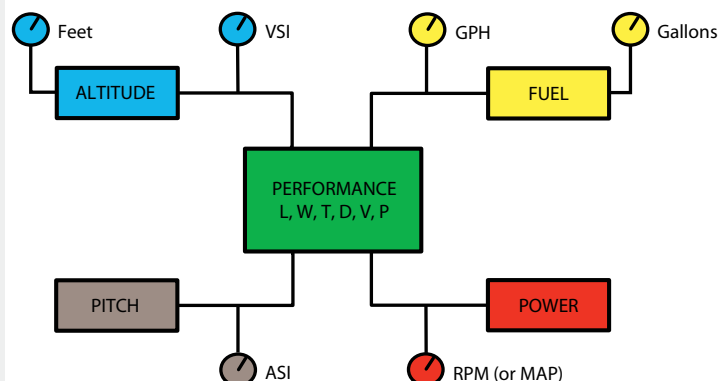 Feet
VSI
GPH
Gallons
ALTITUDE
FUEL
PERFORMANCE
L, W, T, D, V, P
PITCH
POWER
ASI
RPM (or MAP)